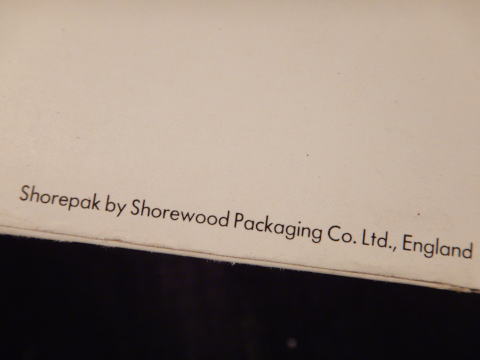 Shorepak by Shorewood Packaging Co. Ltd., England